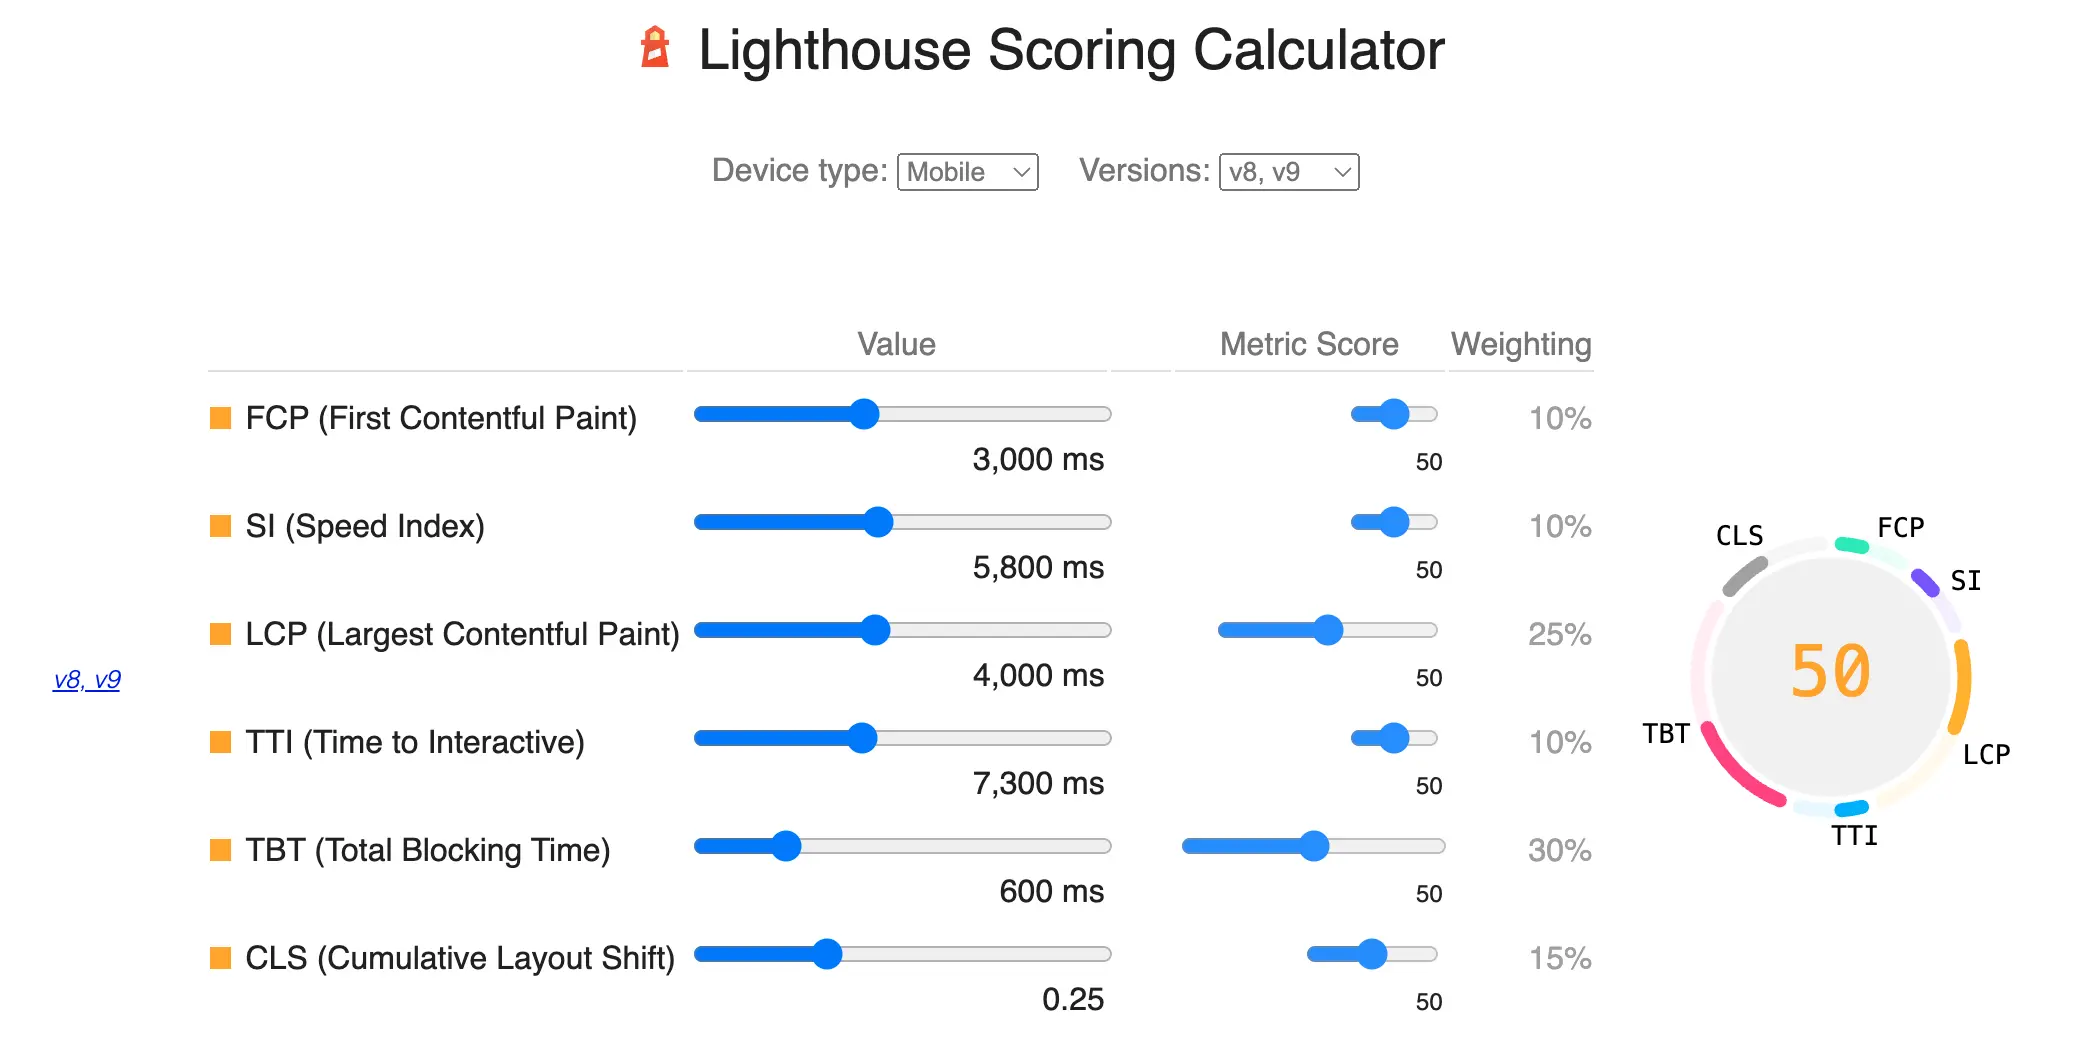 Lighthouse Scoring Calculator
Device type: Mobile Versions: v8, v9
Value Metric Score Weighting
FCP (First Contentful Paint) 10%
3,000 ms 50
SI (Speed Index) 10%
5,800 ms 50
LCP (Largest Contentful Paint) 25%
4,000 ms 50
v8, v9
TTI (Time to Interactive) 10%
7,300 ms 50
TBT (Total Blocking Time) 30%
600 ms 50
CLS (Cumulative Layout Shift) 15%
0.25 50
CLS
FCP
SI
50
TBT
LCP
TTI